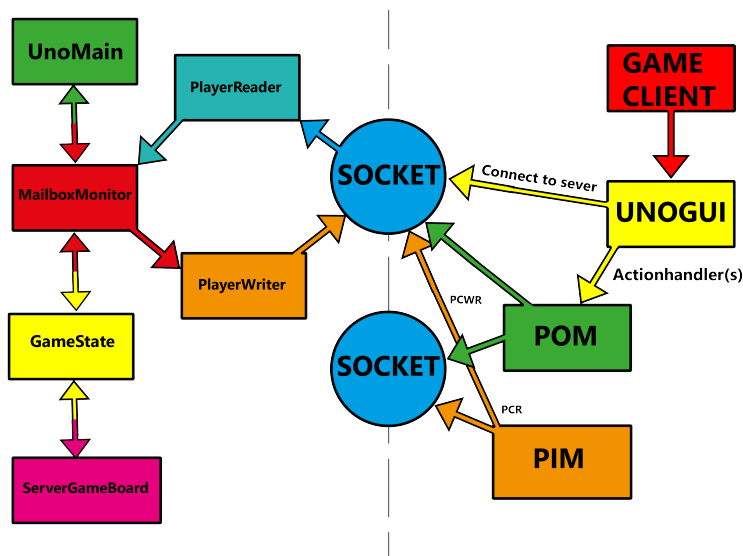 UnoMain
PlayerReader
GAME
CLIENT
SOCKET
Connect to sever
MailboxMonitor
UNOGUI
Actionhandler(s)
PlayerWriter
PCWR
GameState
POM
SOCKET
PCR
PIM
ServerGameBoard